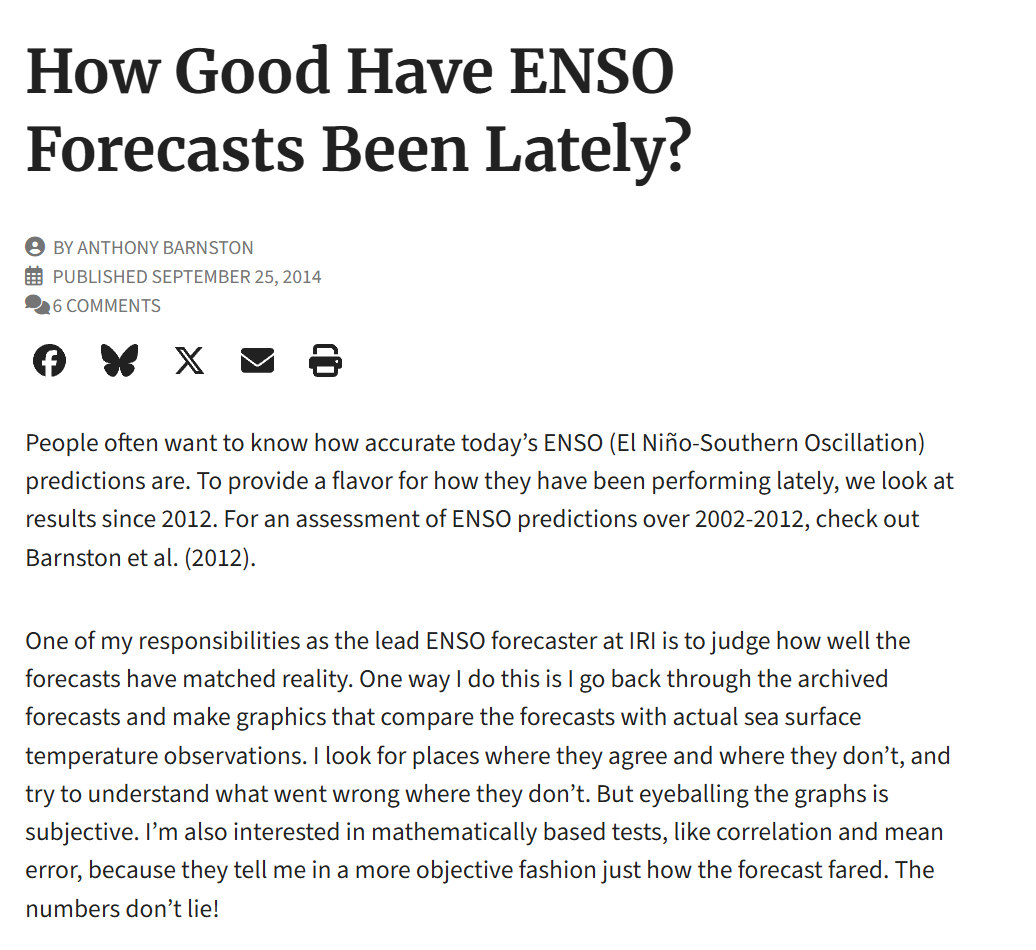 How Good Have ENSO
Forecasts Been Lately?
BY ANTHONY BARNSTON
PUBLISHED SEPTEMBER 25, 2014
6 COMMENTS
People often want to know how accurate today’s ENSO (El Niño-Southern Oscillation)
predictions are. To provide a flavor for how they have been performing lately, we look at
results since 2012. For an assessment of ENSO predictions over 2002-2012, check out
Barnston et al. (2012).
One of my responsibilities as the lead ENSO forecaster at IRI is to judge how well the
forecasts have matched reality. One way I do this is I go back through the archived
forecasts and make graphics that compare the forecasts with actual sea surface
temperature observations. I look for places where they agree and where they don’t, and
try to understand what went wrong where they don’t. But eyeballing the graphs is
subjective. I’m also interested in mathematically based tests, like correlation and mean
error, because they tell me in a more objective fashion just how the forecast fared. The
numbers don’t lie!